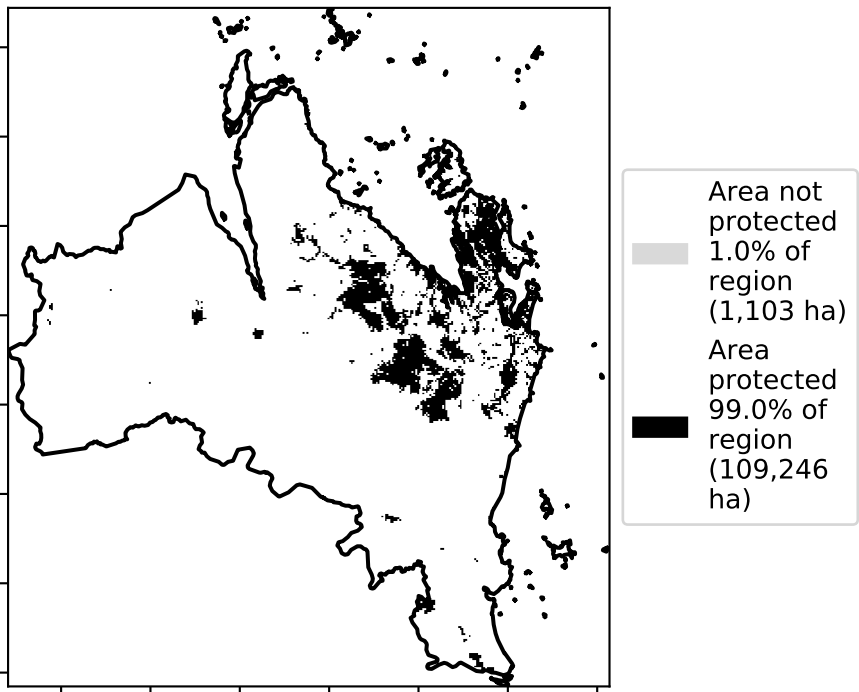 Area not
protected
1.0% of
region
(1,103 ha)
Area
protected
99.0% of
region
(109,246
ha)